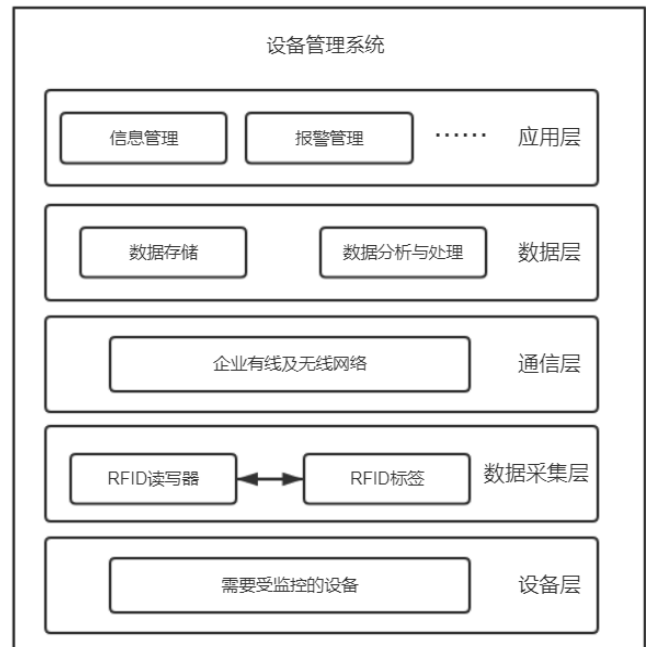 设备管理系统
信息管理 报警管理 …… 应用层
数据存储 数据分析与处理 数据层
企业有线及无线网络 通信层
RFID读写器 RFID标签 数据采集层
需要受监控的设备 设备层